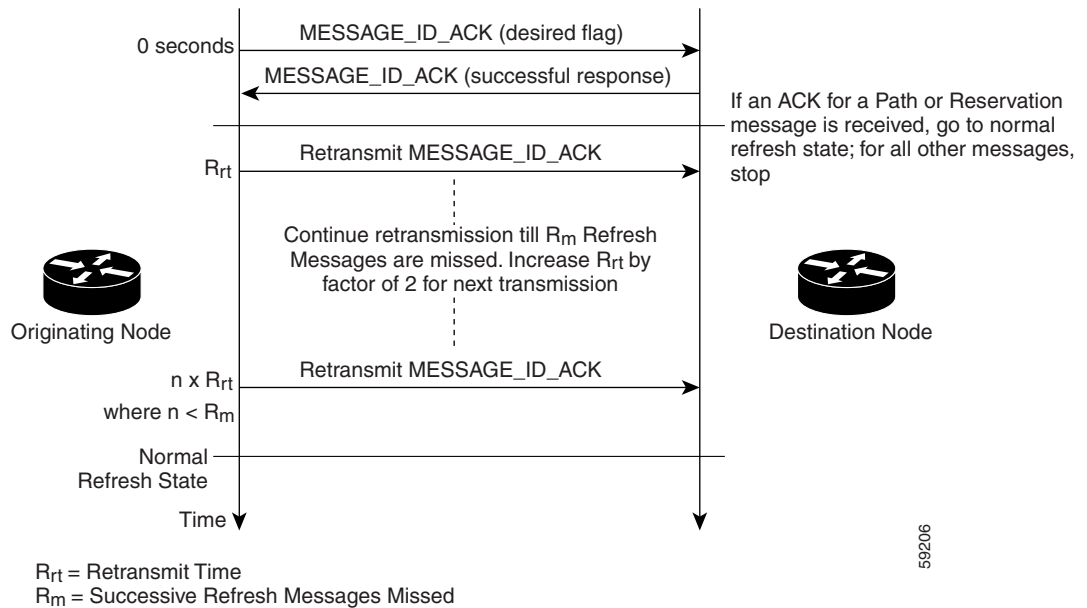 0 seconds
MESSAGE_ID_ACK (desired flag)
MESSAGE_ID_ACK (successful response)
If an ACK for a Path or Reservation
message is received, go to normal
refresh state; for all other messages,
stop
Rrt
Retransmit MESSAGE_ID_ACK
Continue retransmission till Rm Refresh
Messages are missed. Increase Rrt by
factor of 2 for next transmission
Originating Node
Destination Node
n x Rrt
where n < Rm
Retransmit MESSAGE_ID_ACK
Normal
Refresh State
Time
59206
Rrt = Retransmit Time
Rm = Successive Refresh Messages Missed